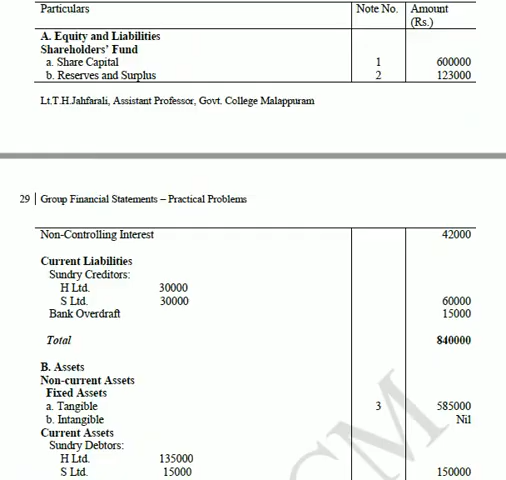 Particulars Note No. Amount
(Rs.)
A. Equity and Liabilities
Shareholders' Fund
a. Share Capital 1 600000
b. Reserves and Surplus 2 123000
Lt.T.H.Jahfarali, Assistant Professor, Govt. College Malappuram
29 | Group Financial Statements – Practical Problems
Non-Controlling Interest 42000
Current Liabilities
Sundry Creditors:
H Ltd. 30000
S Ltd. 30000 60000
Bank Overdraft 15000
Total 840000
B. Assets
Non-current Assets
Fixed Assets
a. Tangible 3 585000
b. Intangible Nil
Current Assets
Sundry Debtors:
H Ltd. 135000
S Ltd. 15000 150000